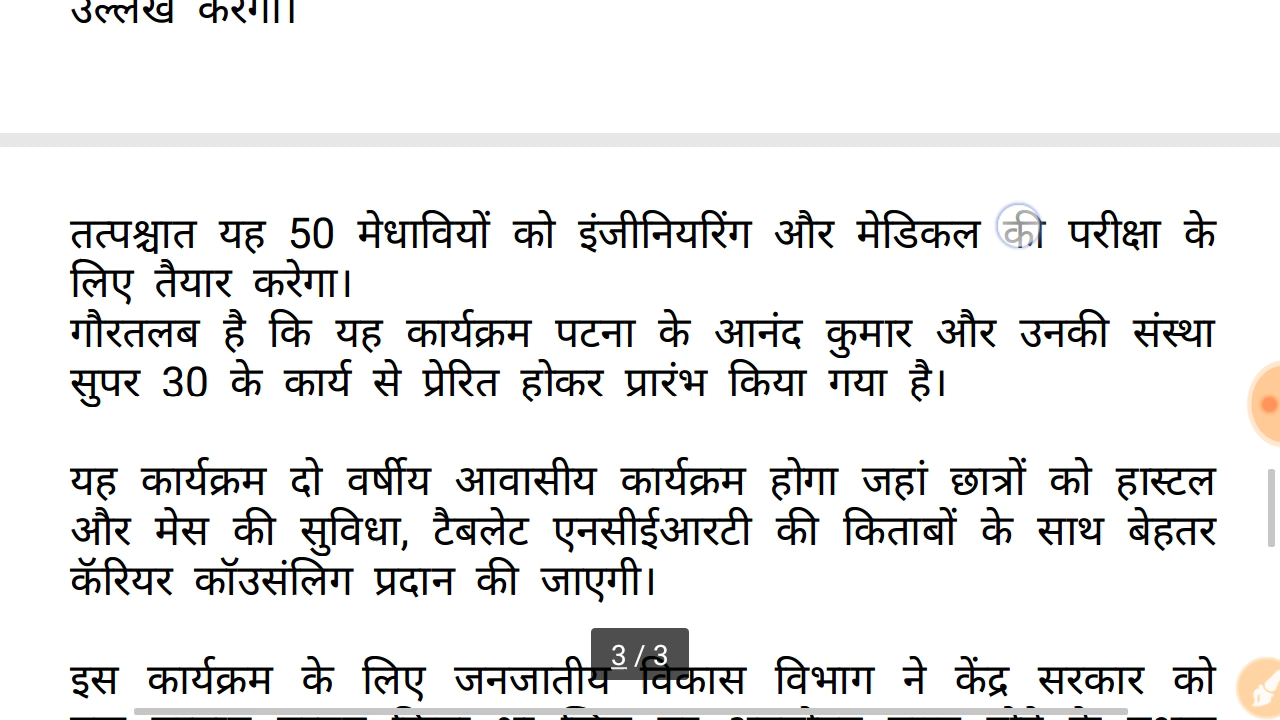 उल्लेख करेगा।
तत्पश्चात यह 50 मेधावियों को इंजीनियरिंग और मेडिकल की परीक्षा के
लिए तैयार करेगा।
गौरतलब है कि यह कार्यक्रम पटना के आनंद कुमार और उनकी संस्था
सुपर 30 के कार्य से प्रेरित होकर प्रारंभ किया गया है।
यह कार्यक्रम दो वर्षीय आवासीय कार्यक्रम होगा जहां छात्रों को हास्टल
और मेस की सुविधा, टैबलेट एनसीईआरटी की किताबों के साथ बेहतर
कॅरियर कॉउसंलिग प्रदान की जाएगी।
3 / 3
इस कार्यक्रम के लिए जनजातीय विकास विभाग ने केंद्र सरकार को